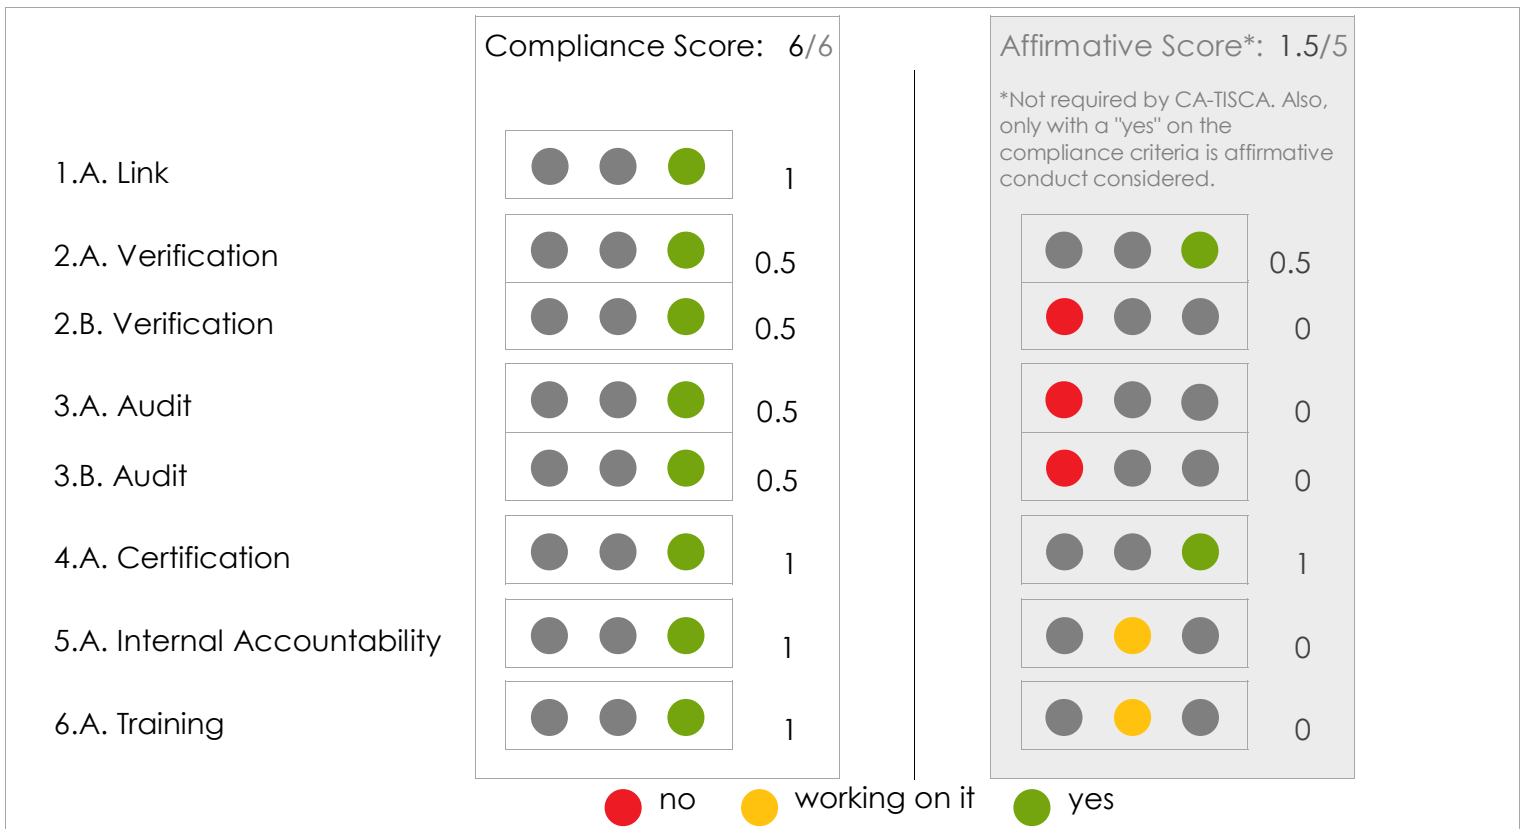 Compliance Score: 6/6
Affirmative Score*: 1.5/5
*Not required by CA-TISCA. Also,
only with a "yes" on the
compliance criteria is affirmative
conduct considered.
1.A. Link 1
2.A. Verification 0.5 0.5
2.B. Verification 0.5 0
3.A. Audit 0.5 0
3.B. Audit 0.5 0
4.A. Certification 1 1
5.A. Internal Accountability 1 0
6.A. Training 1 0
no working on it yes